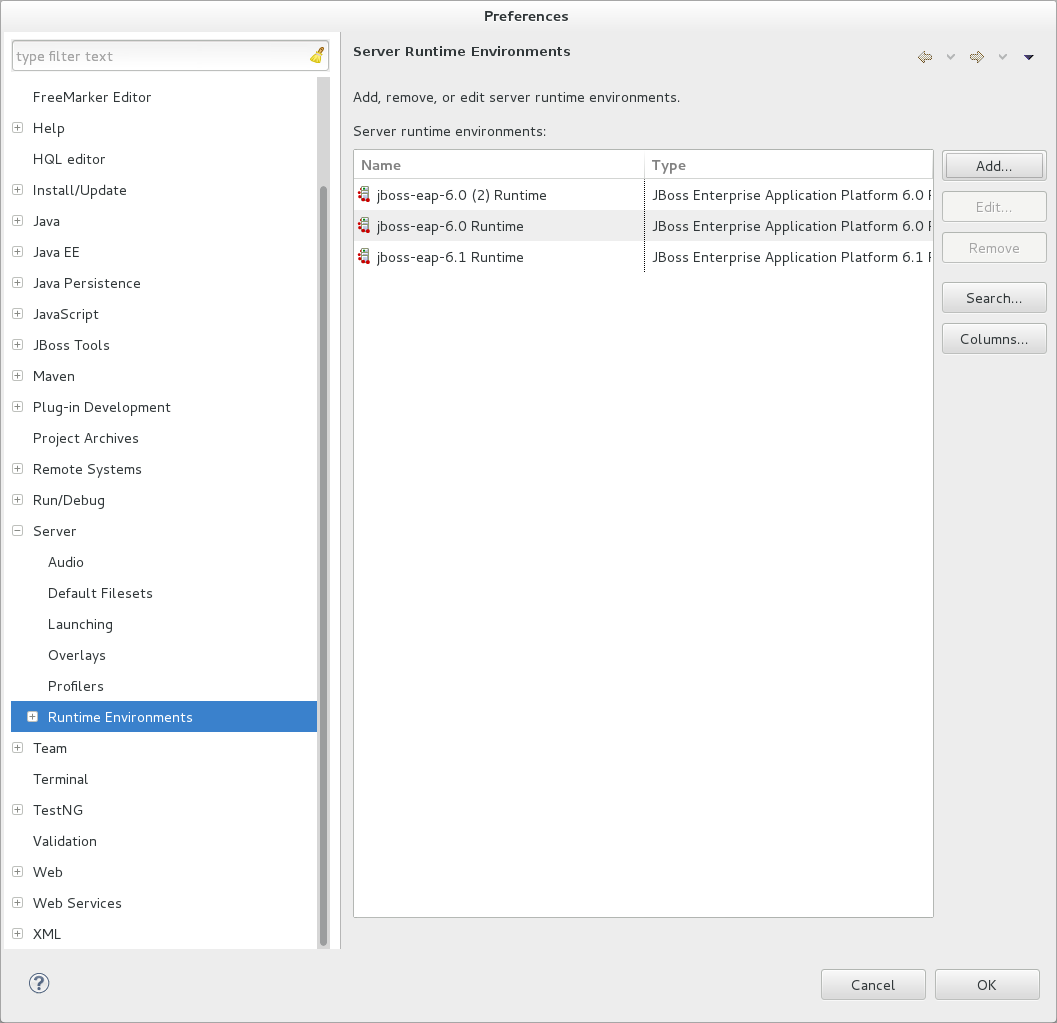 Preferences
type filter text
FreeMarker Editor
Help
HQL editor
Install/Update
Java
Java EE
Java Persistence
JavaScript
JBoss Tools
Maven
Plug-in Development
Project Archives
Remote Systems
Run/Debug
Server
Audio
Default Filesets
Launching
Overlays
Profilers
Runtime Environments
Team
Terminal
TestNG
Validation
Web
Web Services
XML
Server Runtime Environments
Add, remove, or edit server runtime environments.
Server runtime environments:
Name Type
jboss-eap-6.0 (2) Runtime JBoss Enterprise Application Platform 6.0
jboss-eap-6.0 Runtime JBoss Enterprise Application Platform 6.0
jboss-eap-6.1 Runtime JBoss Enterprise Application Platform 6.1
Add...
Edit...
Remove
Search...
Columns...
?
Cancel OK